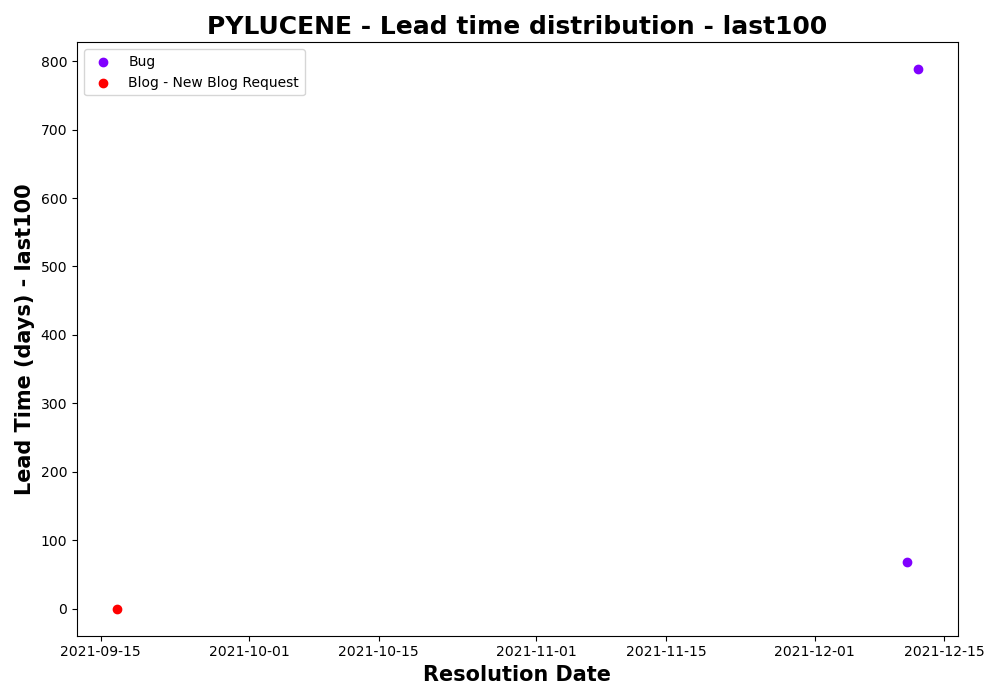 PYLUCENE - Lead time distribution - last100
Bug
Blog - New Blog Request
Lead Time (days) - last100
800
700
600
500
400
300
200
100
0
2021-09-15 2021-10-01 2021-10-15 2021-11-01 2021-11-15 2021-12-01 2021-12-15
Resolution Date